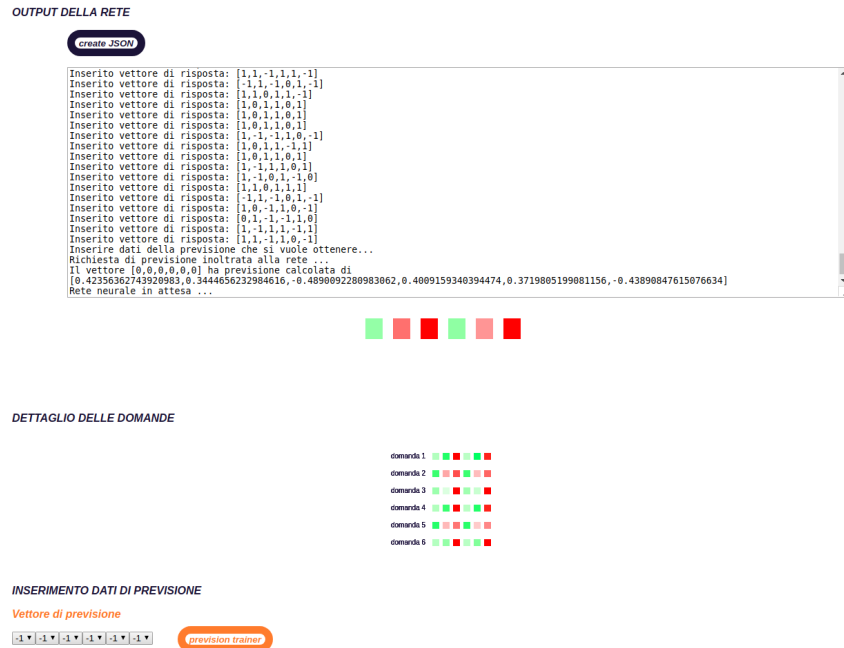 OUTPUT DELLA RETE
create JSON
Inserito vettore di risposta: [1,1,-1,1,1,-1]
Inserito vettore di risposta: [-1,1,-1,0,1,-1]
Inserito vettore di risposta: [1,1,0,1,1,-1]
Inserito vettore di risposta: [1,0,1,1,0,1]
Inserito vettore di risposta: [1,0,1,1,0,1]
Inserito vettore di risposta: [1,0,1,1,0,1]
Inserito vettore di risposta: [1,-1,-1,1,0,-1]
Inserito vettore di risposta: [1,0,1,1,-1,1]
Inserito vettore di risposta: [1,0,1,1,0,1]
Inserito vettore di risposta: [1,-1,1,1,0,1]
Inserito vettore di risposta: [1,-1,0,1,-1,0]
Inserito vettore di risposta: [1,1,0,1,1,1]
Inserito vettore di risposta: [-1,1,-1,0,1,-1]
Inserito vettore di risposta: [1,0,-1,1,0,-1]
Inserito vettore di risposta: [0,1,-1,-1,1,0]
Inserito vettore di risposta: [1,-1,1,1,-1,1]
Inserito vettore di risposta: [1,1,-1,1,0,-1]
Inserire dati della previsione che si vuole ottenere...
Richiesta di previsione inoltrata alla rete ...
Il vettore [0,0,0,0,0,0] ha previsione calcolata di
[0.42356362743920983,0.3444656232984616,-0.4890092280983062,0.4009159340394474,0.3719805199081156,-0.43890847615076634]
Rete neurale in attesa ...
DETTAGLIO DELLE DOMANDE
domanda 1
domanda 2
domanda 3
domanda 4
domanda 5
domanda 6
INSERIMENTO DATI DI PREVISIONE
Vettore di previsione
-1 -1 -1 -1 -1 -1 prevision trainer